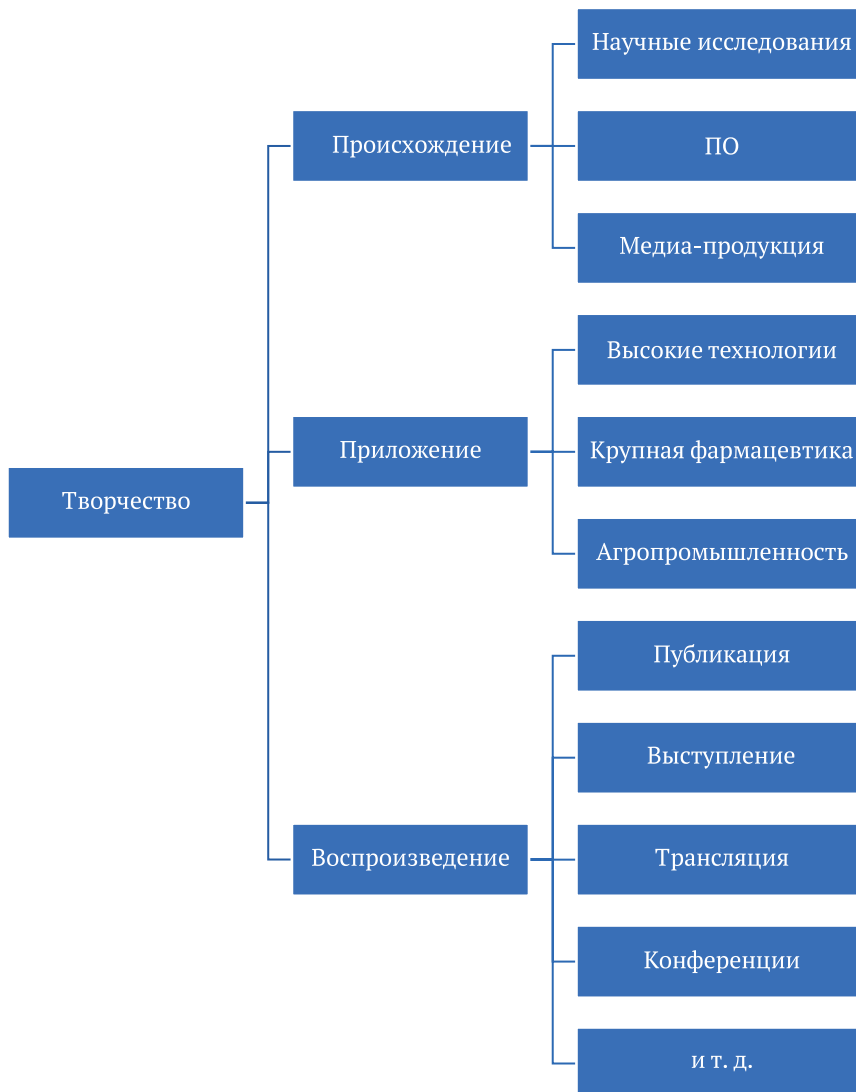 Творчество
Происхождение
Научные исследования
ПО
Медиа-продукция
Приложение
Высокие технологии
Крупная фармацевтика
Агропромышленность
Воспроизведение
Публикация
Выступление
Трансляция
Конференции
и т. д.